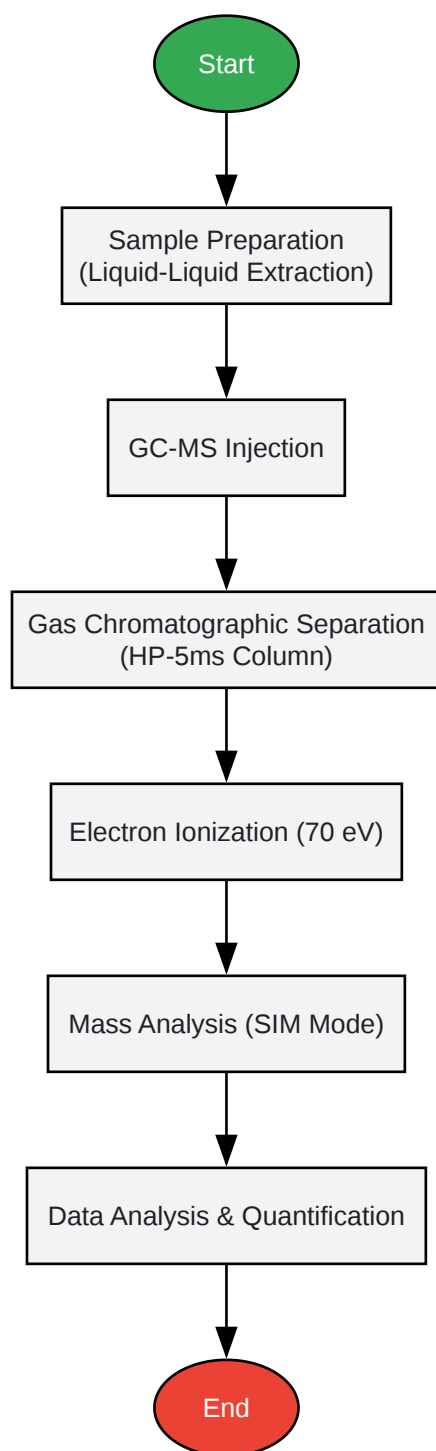 Start
Sample Preparation
(Liquid-Liquid Extraction)
GC-MS Injection
Gas Chromatographic Separation
(HP-5ms Column)
Electron Ionization (70 eV)
Mass Analysis (SIM Mode)
Data Analysis & Quantification
End